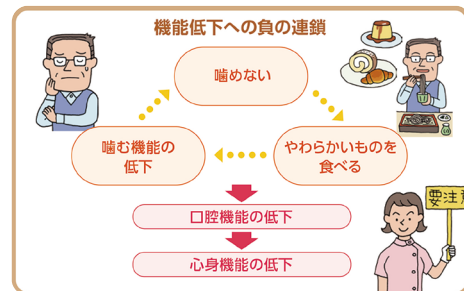 機能低下への負の連鎖
噛めない
噛む機能の
低下
やわらかいものを
食べる
口腔機能の低下
心身機能の低下
要注意